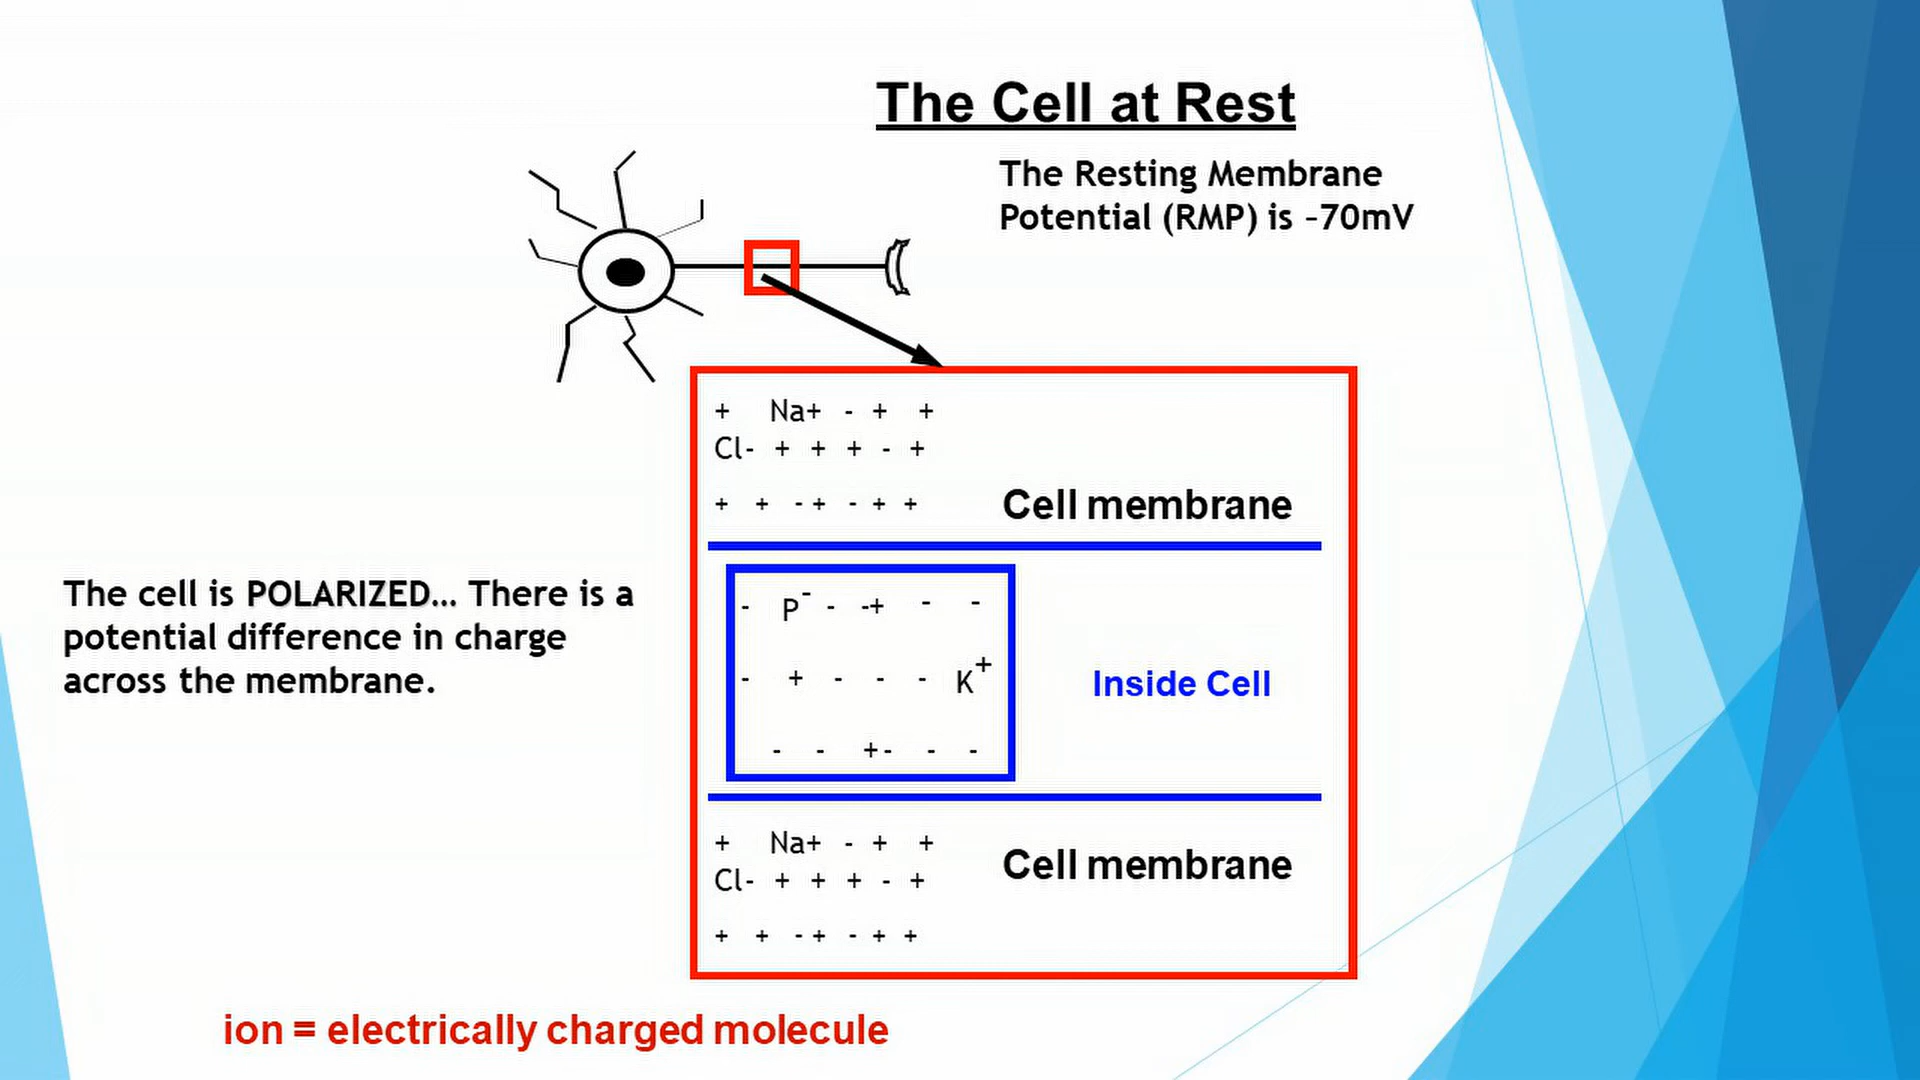 The Cell at Rest
The Resting Membrane
Potential (RMP) is –70mV
+ Na+ - + +
Cl- + + + - +
+ + - + - + +
Cell membrane
- P- - -+ - -
- + - - - K+
- - +- - -
Inside Cell
The cell is POLARIZED... There is a
potential difference in charge
across the membrane.
+ Na+ - + +
Cl- + + + - +
+ + - + - + +
Cell membrane
ion = electrically charged molecule